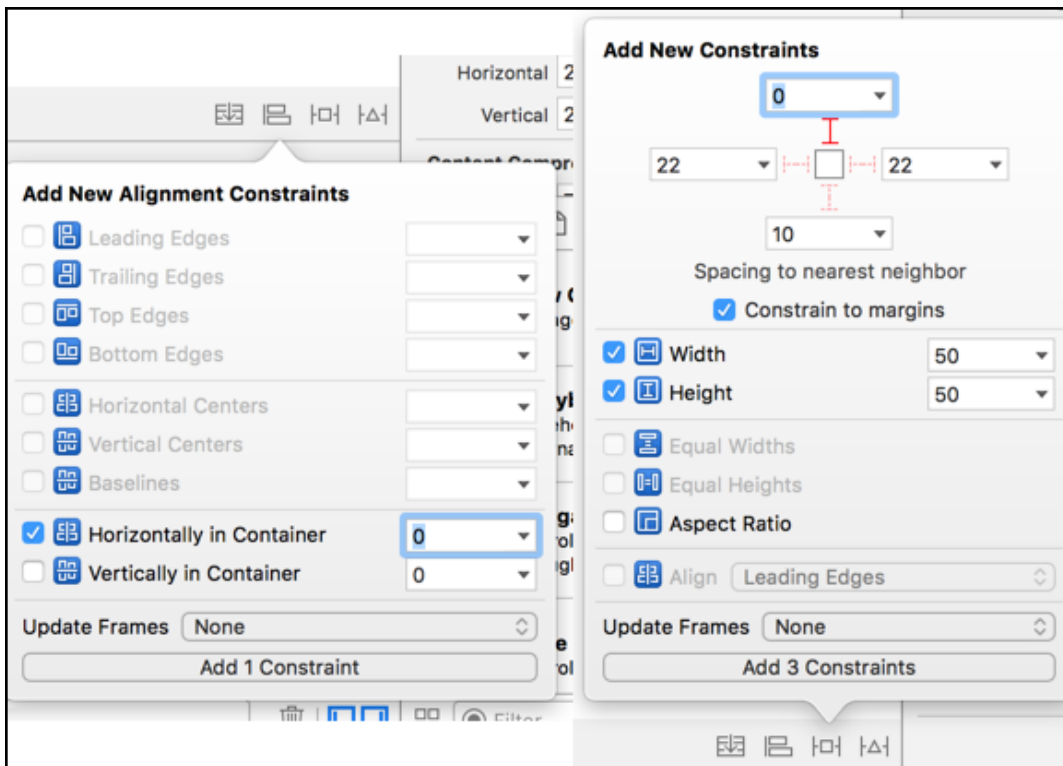 Horizontal 2
Vertical 2
Add New Alignment Constraints
Leading Edges
Trailing Edges
Top Edges
Bottom Edges
Horizontal Centers
Vertical Centers
Baselines
Horizontally in Container 0
Vertically in Container 0
Update Frames None
Add 1 Constraint
Filter
Add New Constraints
0
22 22
10
Spacing to nearest neighbor
Constrain to margins
Width 50
Height 50
Equal Widths
Equal Heights
Aspect Ratio
Align Leading Edges
Update Frames None
Add 3 Constraints